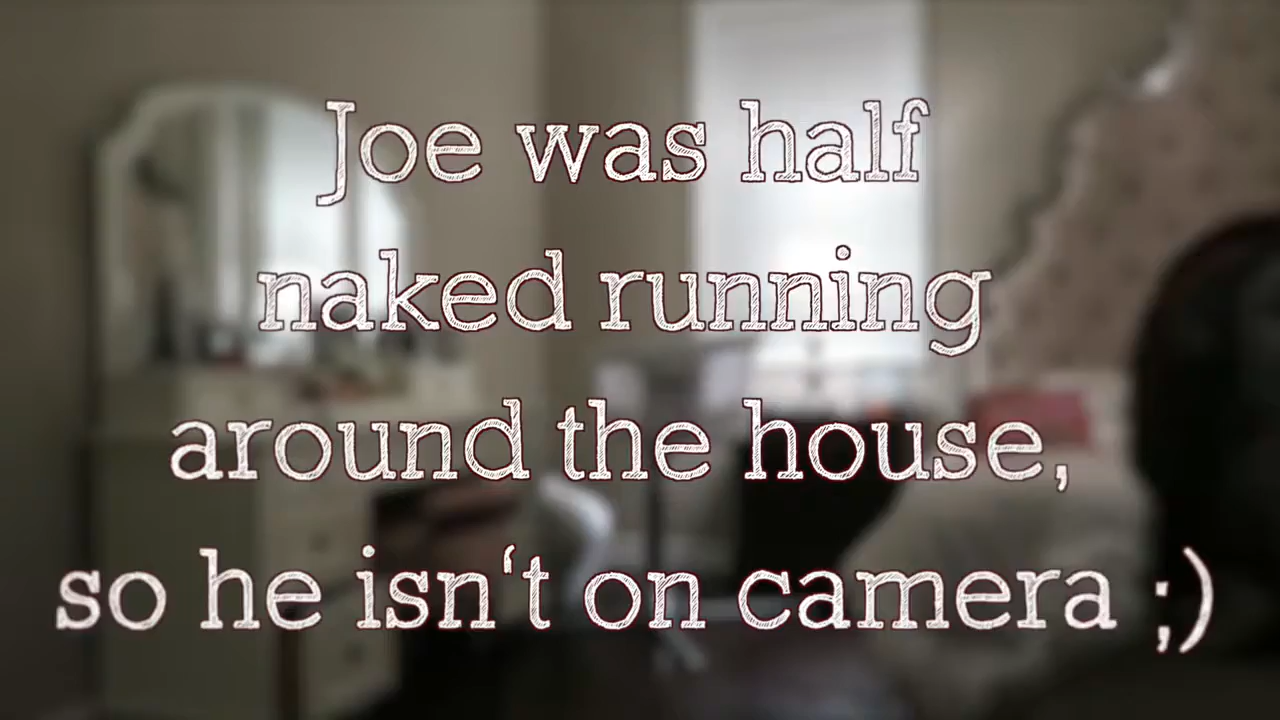 Joe was half
naked running
around the house,
so he isn't on camera ;)